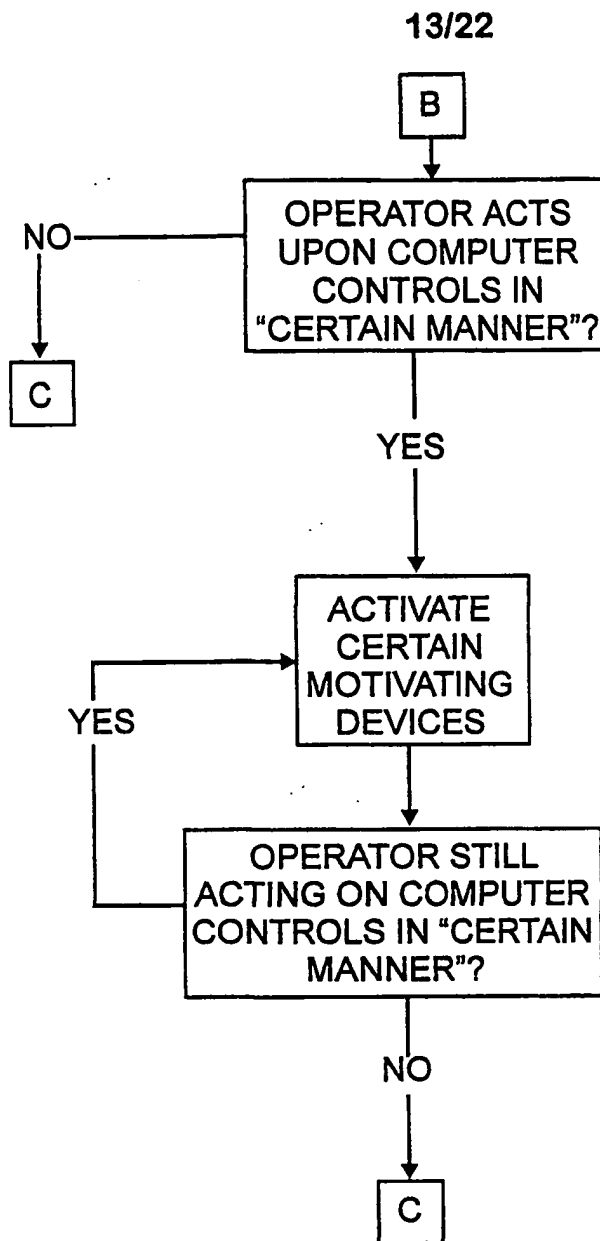 13/22
B
OPERATOR ACTS
UPON COMPUTER
CONTROLS IN
“CERTAIN MANNER”?
NO
C
YES
ACTIVATE
CERTAIN
MOTIVATING
DEVICES
YES
OPERATOR STILL
ACTING ON COMPUTER
CONTROLS IN “CERTAIN
MANNER”?
NO
C